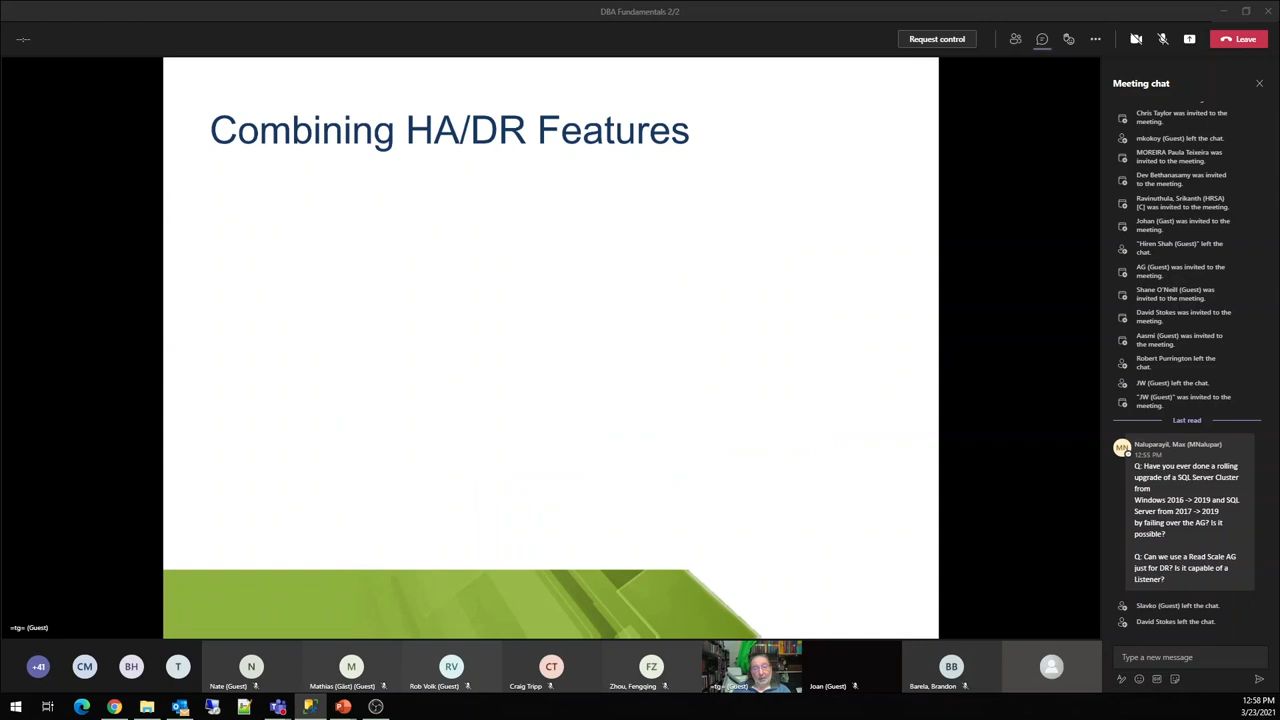 DBA Fundamentals 2/2
--:--
Request control
Leave
Combining HA/DR Features
Meeting chat
Chris Taylor was invited to the
meeting.
mkokoy (Guest) left the chat.
MOREIRA Paula Teixeira was
invited to the meeting.
Dev Bethanasamy was invited
to the meeting.
Ravinuthula, Srikanth (HRSA)
[C] was invited to the meeting.
Johan (Gast) was invited to the
meeting.
"Hiren Shah (Guest)" left the
chat.
AG (Guest) was invited to the
meeting.
Shane O'Neill (Guest) was
invited to the meeting.
David Stokes was invited to the
meeting.
Aasmi (Guest) was invited to
the meeting.
Robert Purrington left the
chat.
JW (Guest) left the chat.
"JW (Guest)" was invited to the
meeting.
Last read
MN
Naluparayil, Max (MNalupar)
12:55 PM
Q: Have you ever done a rolling
upgrade of a SQL Server Cluster
from
Windows 2016 -> 2019 and SQL
Server from 2017 -> 2019
by failing over the AG? Is it
possible?
Q: Can we use a Read Scale AG
just for DR? Is it capable of a
Listener?
Slavko (Guest) left the chat.
David Stokes left the chat.
Type a new message
=tg= (Guest)
+41
CM
BH
T
N
Nate (Guest)
M
Mathias (Gäst) (Guest)
RV
Rob Volk (Guest)
CT
Craig Tripp
FZ
Zhou, Fengqing
=tg= (Guest)
Joan (Guest)
BB
Barela, Brandon
12:58 PM
3/23/2021